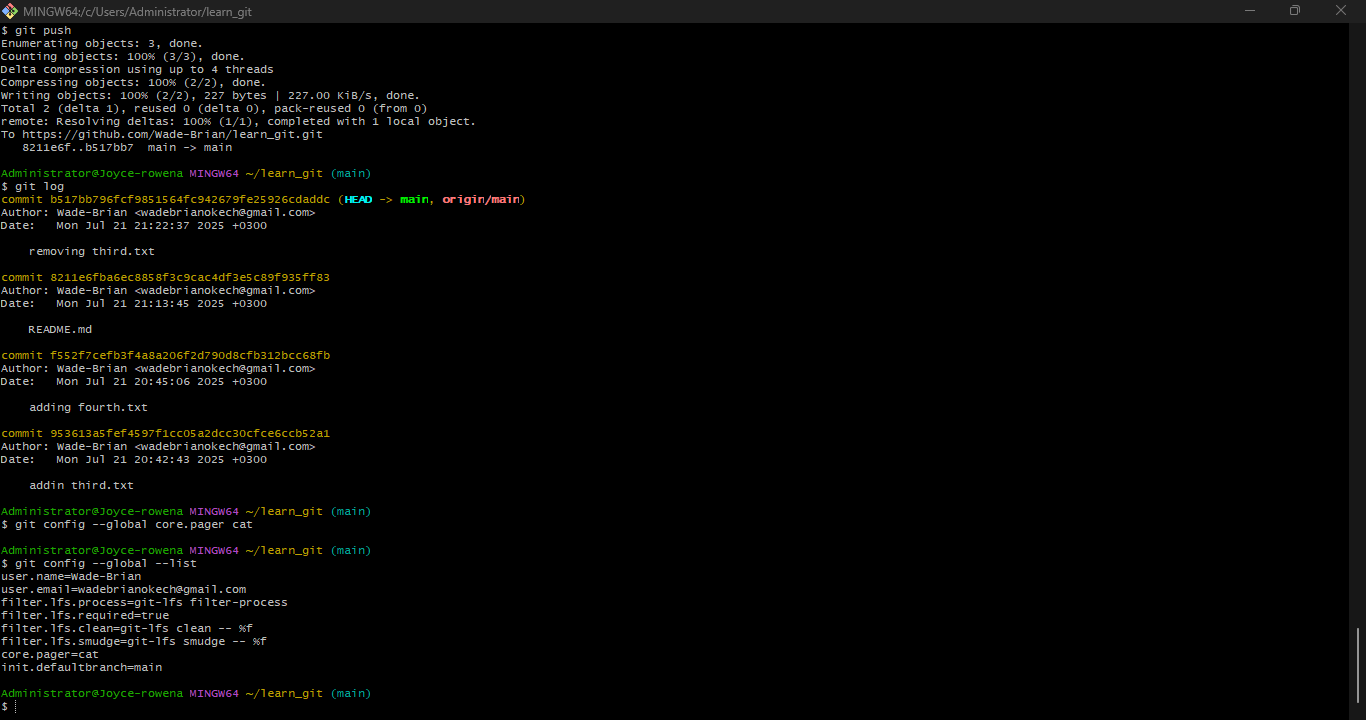 MINGW64:/c/Users/Administrator/learn_git
$ git push
Enumerating objects: 3, done.
Counting objects: 100% (3/3), done.
Delta compression using up to 4 threads
Compressing objects: 100% (2/2), done.
Writing objects: 100% (2/2), 227 bytes | 227.00 KiB/s, done.
Total 2 (delta 1), reused 0 (delta 0), pack-reused 0 (from 0)
remote: Resolving deltas: 100% (1/1), completed with 1 local object.
To https://github.com/Wade-Brian/learn_git.git
   8211e6f..b517bb7  main -> main
Administrator@Joyce-rowena MINGW64 ~/learn_git (main)
$ git log
commit b517bb796fcf9851564fc942679fe25926cdaddc (HEAD -> main, origin/main)
Author: Wade-Brian <wadebrianokech@gmail.com>
Date:   Mon Jul 21 21:22:37 2025 +0300
    removing third.txt
commit 8211e6fba6ec8858f3c9cac4df3e5c89f935ff83
Author: Wade-Brian <wadebrianokech@gmail.com>
Date:   Mon Jul 21 21:13:45 2025 +0300
    README.md
commit f552f7cefb3f4a8a206f2d790d8cfb312bcc68fb
Author: Wade-Brian <wadebrianokech@gmail.com>
Date:   Mon Jul 21 20:45:06 2025 +0300
    adding fourth.txt
commit 953613a5fef4597f1cc05a2dcc30cfce6ccb52a1
Author: Wade-Brian <wadebrianokech@gmail.com>
Date:   Mon Jul 21 20:42:43 2025 +0300
    addin third.txt
Administrator@Joyce-rowena MINGW64 ~/learn_git (main)
$ git config --global core.pager cat
Administrator@Joyce-rowena MINGW64 ~/learn_git (main)
$ git config --global --list
user.name=Wade-Brian
user.email=wadebrianokech@gmail.com
filter.lfs.process=git-lfs filter-process
filter.lfs.required=true
filter.lfs.clean=git-lfs clean -- %f
filter.lfs.smudge=git-lfs smudge -- %f
core.pager=cat
init.defaultbranch=main
Administrator@Joyce-rowena MINGW64 ~/learn_git (main)
$